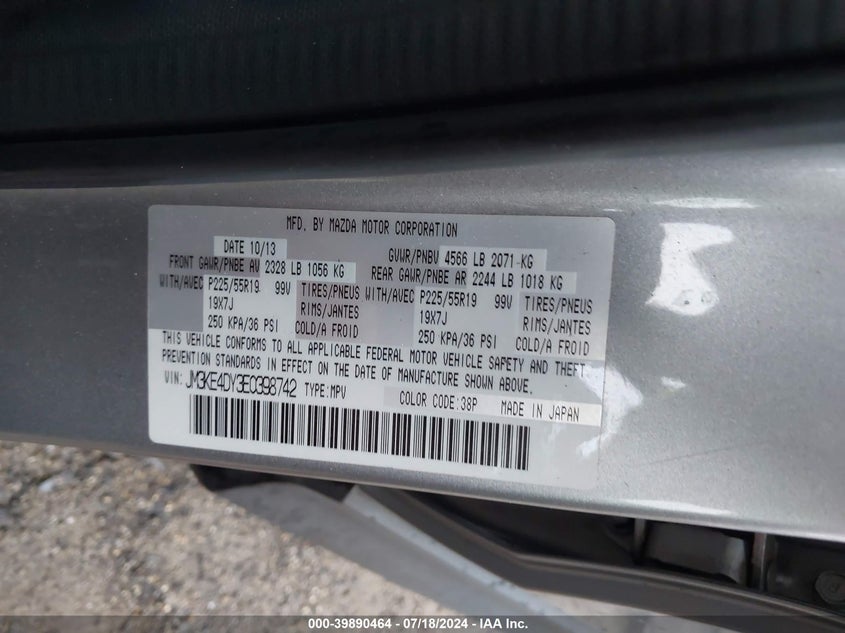 MFD. BY MAZDA MOTOR CORPORATION
DATE 10/13 GVWR/PNBV 4566 LB 2071 KG
FRONT GAWR/PNBE AV 2328 LB 1056 KG REAR GAWR/PNBE AR 2244 LB 1018 KG
WITH/AVEC P225/55R19 99V TIRES/PNEUS WITH/AVEC P225/55R19 99V TIRES/PNEUS
19X7J RIMS/JANTES 19X7J RIMS/JANTES
250 KPA/36 PSI COLD/A FROID 250 KPA/36 PSI COLD/A FROID
THIS VEHICLE CONFORMS TO ALL APPLICABLE FEDERAL MOTOR VEHICLE SAFETY AND THEFT
PREVENTION STANDARDS IN EFFECT ON THE DATE OF MANUFACTURE SHOWN ABOVE.
VIN: JM3KE4DY3E0398742 TYPE:MPV COLOR CODE:38P MADE IN JAPAN
000-39890464 - 07/18/2024 - IAA Inc.